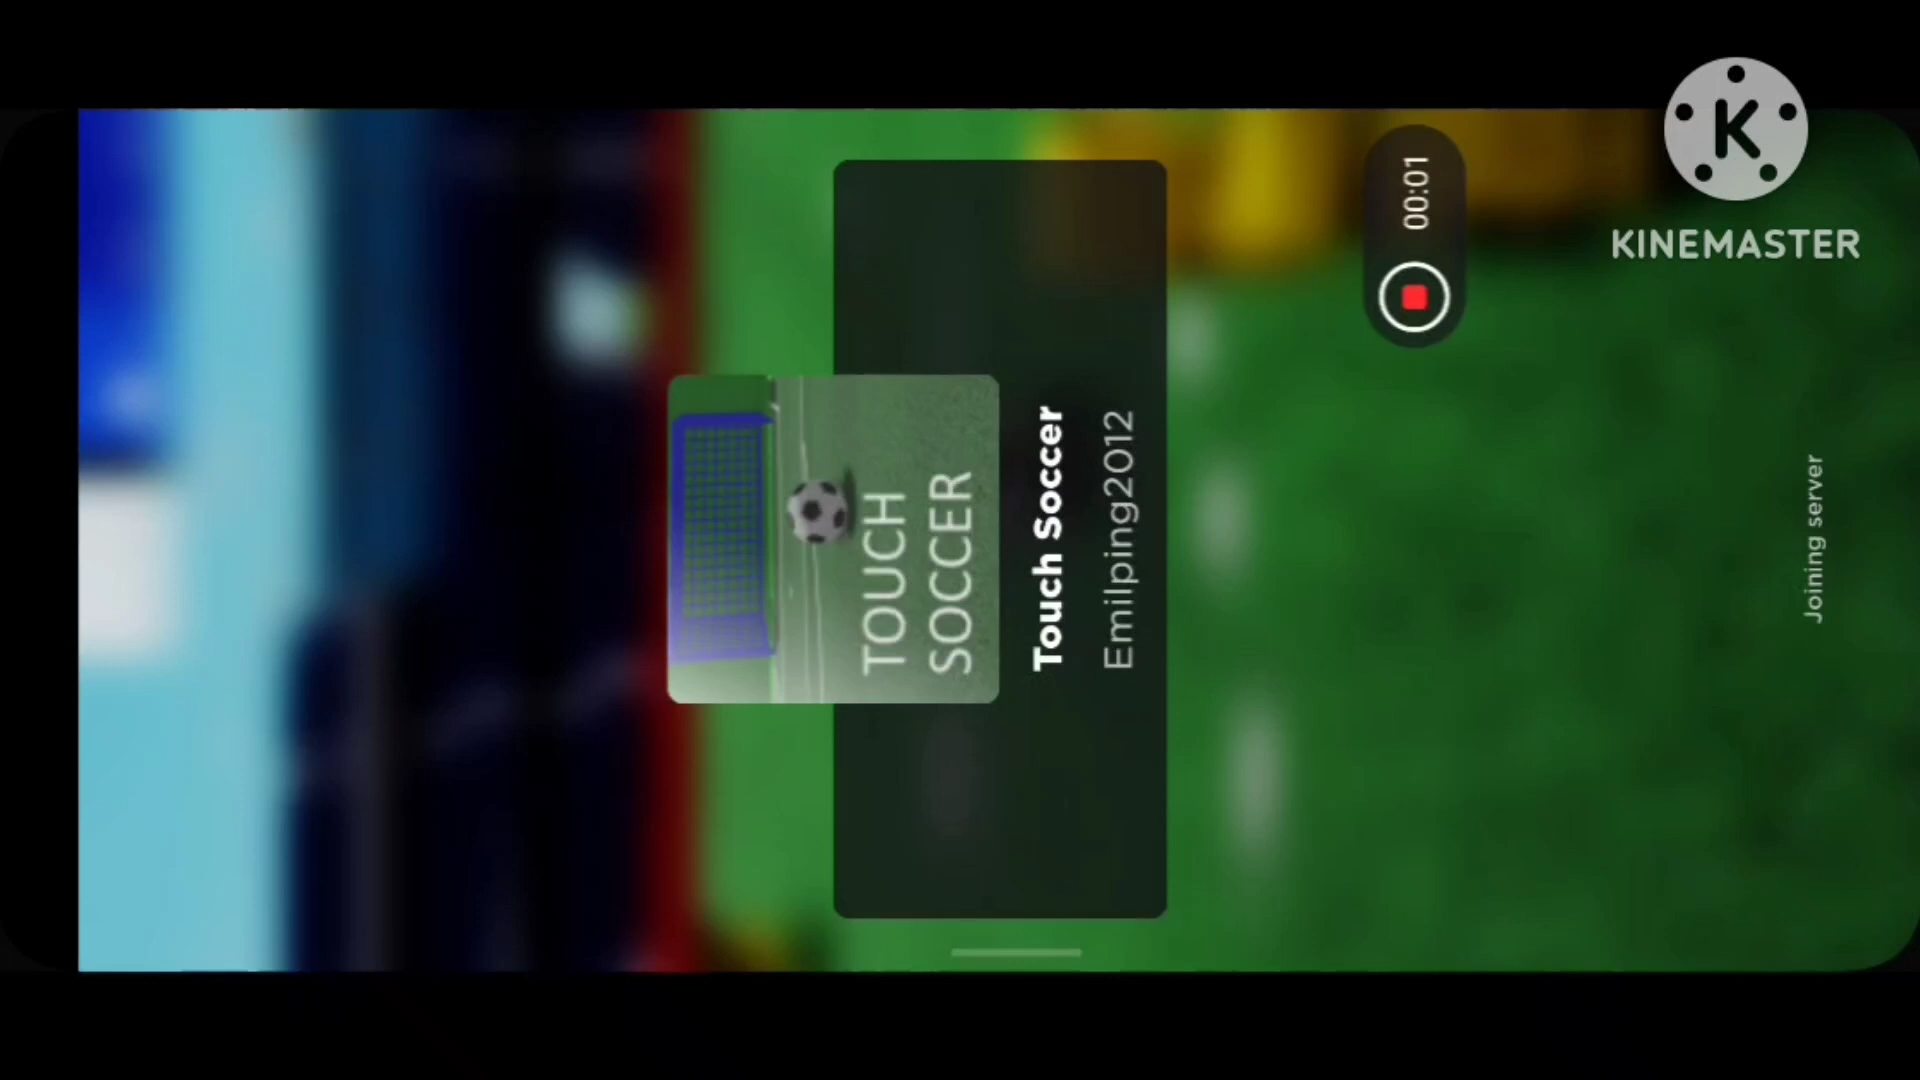 K
KINEMASTER
00:01
TOUCH
SOCCER
Touch Soccer
Emilping2012
Joining server